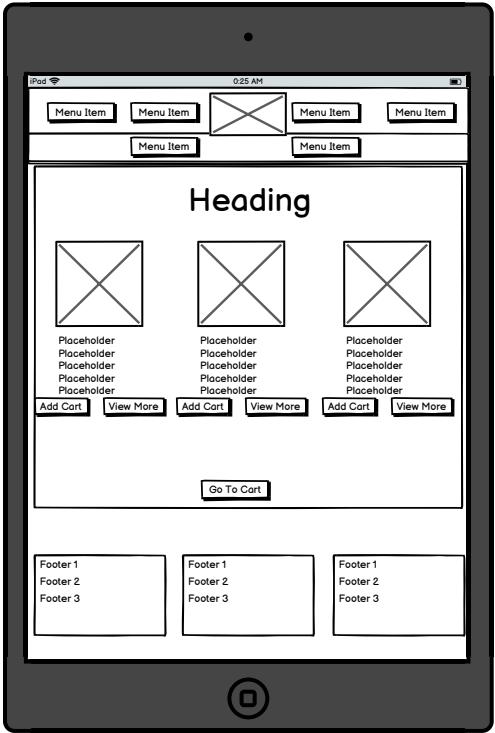 iPad 0:25 AM
Menu Item Menu Item Menu Item Menu Item
Menu Item Menu Item
Heading
Placeholder Placeholder Placeholder
Placeholder Placeholder Placeholder
Placeholder Placeholder Placeholder
Placeholder Placeholder Placeholder
Placeholder Placeholder Placeholder
Add Cart View More Add Cart View More Add Cart View More
Go To Cart
Footer 1 Footer 1 Footer 1
Footer 2 Footer 2 Footer 2
Footer 3 Footer 3 Footer 3